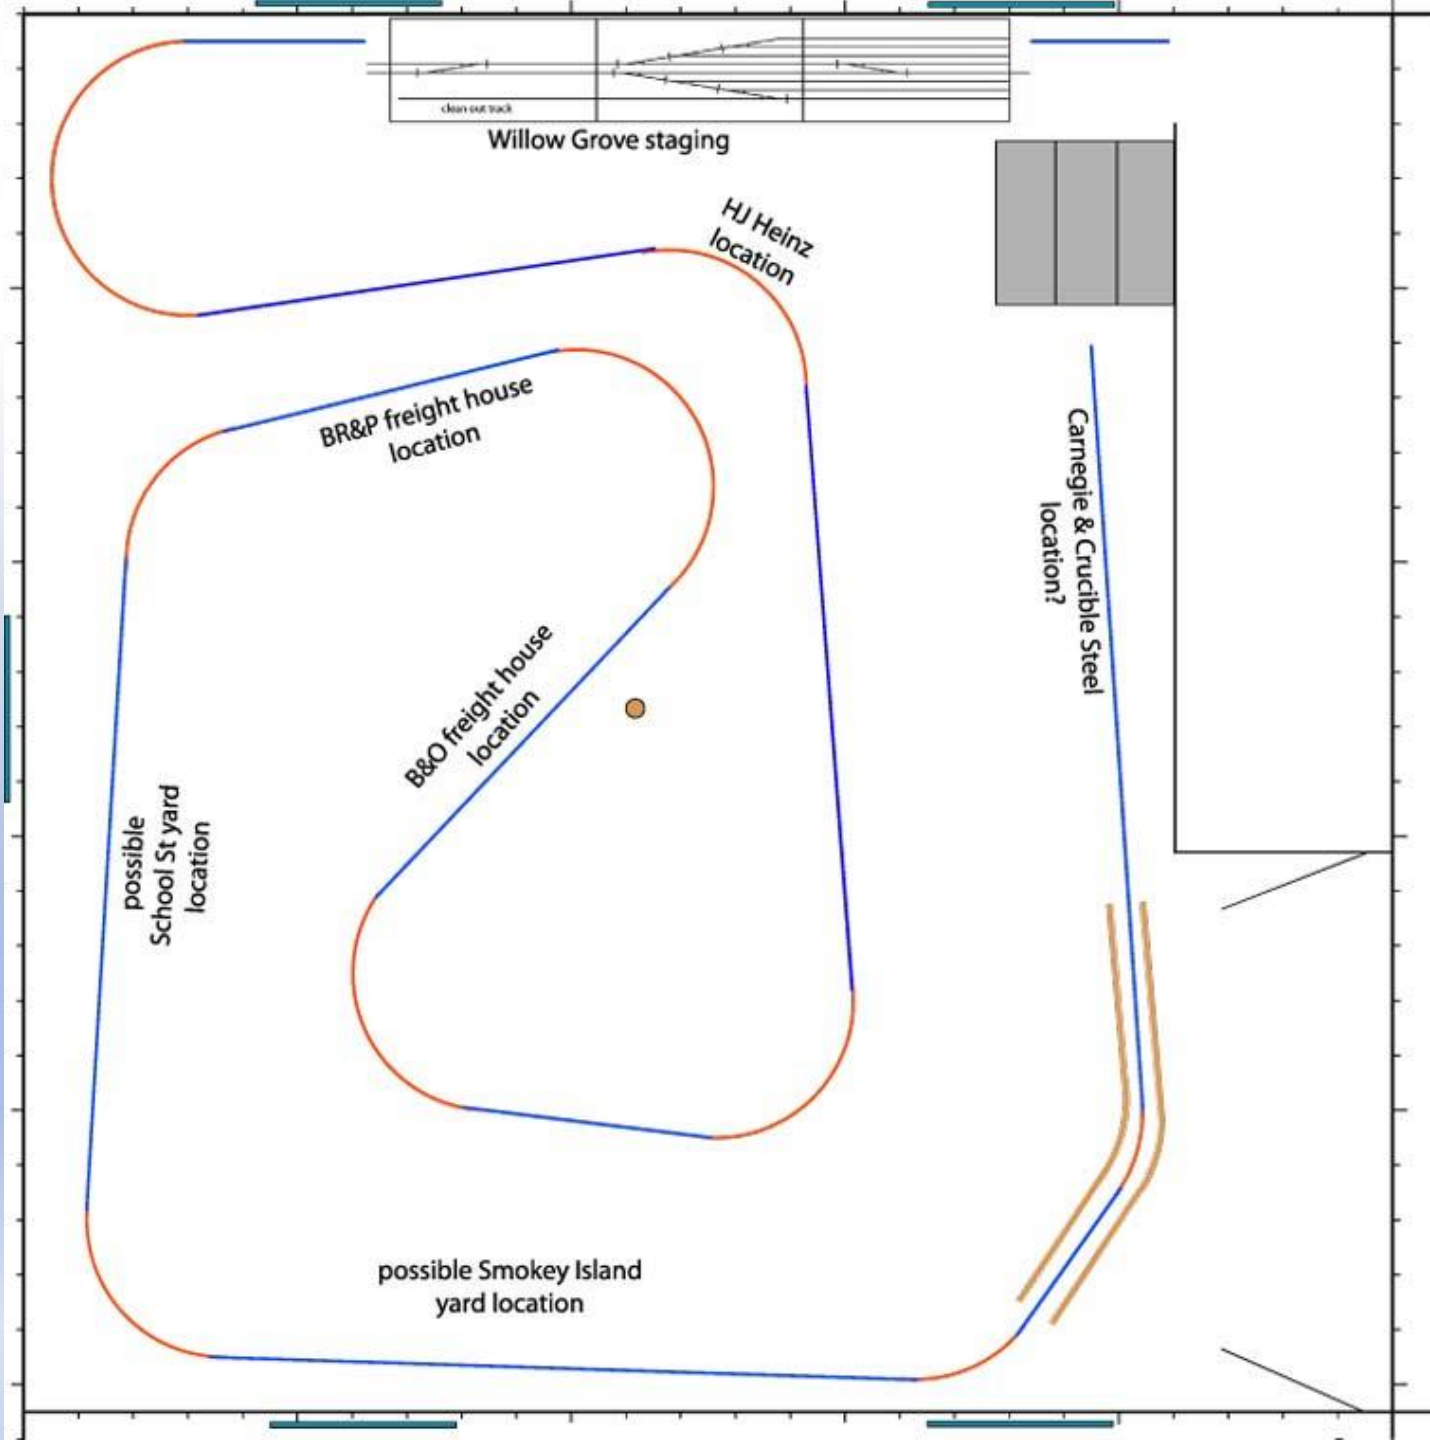 clean out track
Willow Grove staging
HJ Heinz
location
BR&P freight house
location
Carnegie & Crucible Steel
location?
B&O freight house
location
possible
School St yard
location
possible Smokey Island
yard location